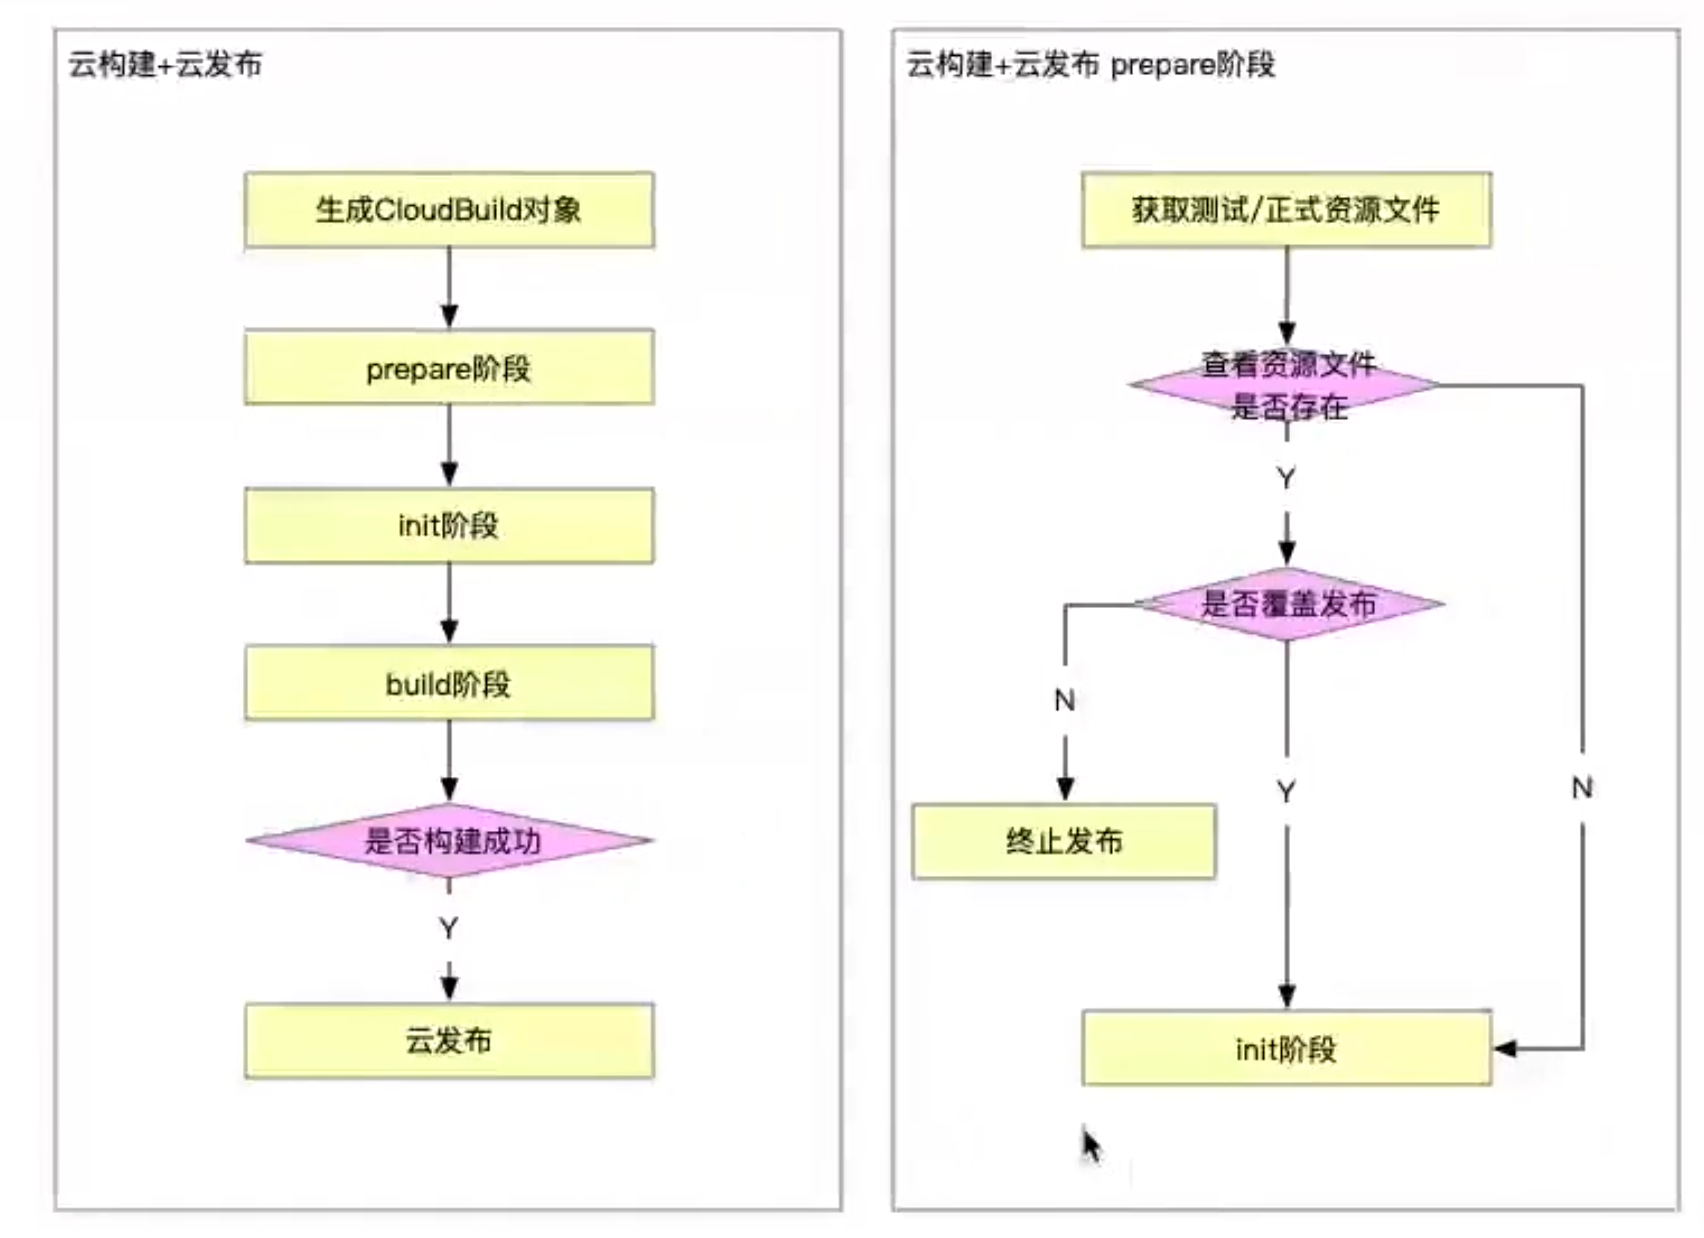 云构建+云发布
生成CloudBuild对象
prepare阶段
init阶段
build阶段
是否构建成功
Y
云发布
云构建+云发布 prepare阶段
获取测试/正式资源文件
查看资源文件
是否存在
Y
是否覆盖发布
N
Y
N
终止发布
init阶段